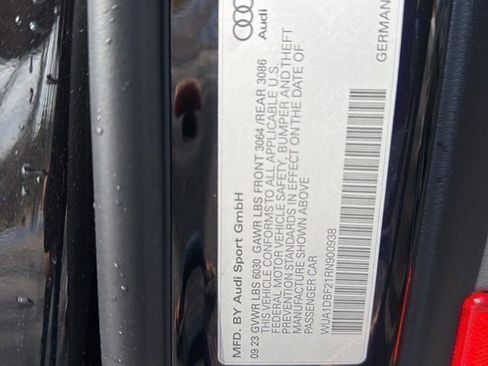 Audi
MFD. BY Audi Sport GmbH
09 23 GVWR LBS 6030 GAWR LBS FRONT 3064 /REAR 3086
THIS VEHICLE CONFORMS TO ALL APPLICABLE U.S.
FEDERAL MOTOR VEHICLE SAFETY, BUMPER AND THEFT
PREVENTION STANDARDS IN EFFECT ON THE DATE OF
MANUFACTURE SHOWN ABOVE
PASSENGER CAR
WUA1DBF21RN900938
GERMAN